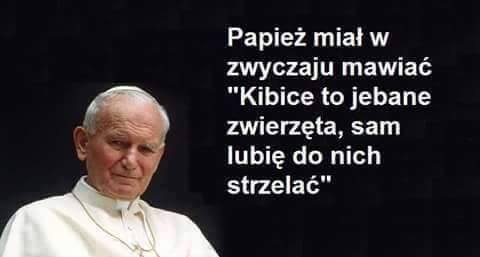 Papież miał w
zwyczaju mawiać
"Kibice to jebane
zwierzęta, sam
lubię do nich
strzelać"